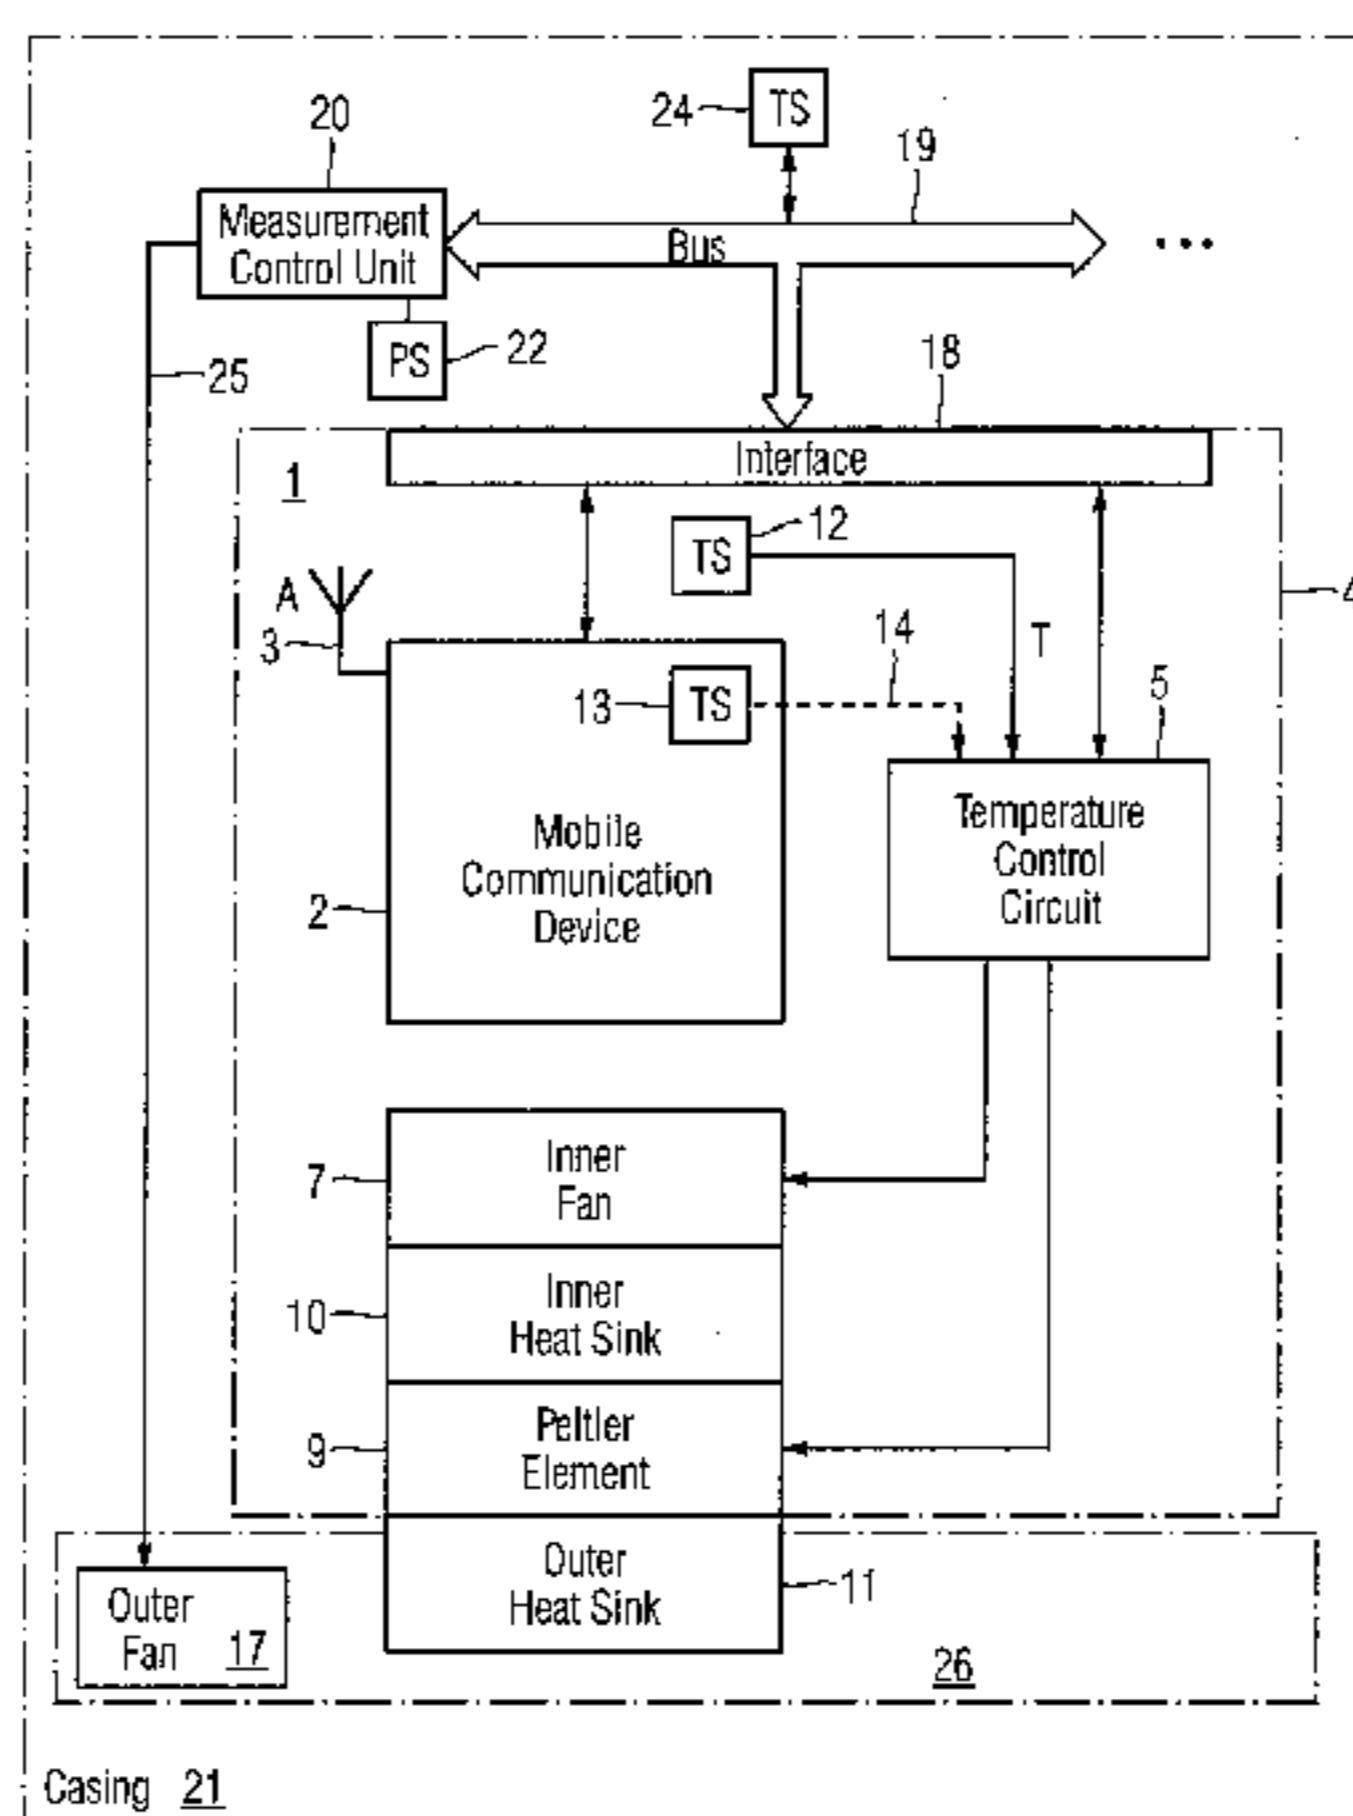 24 TS
20
19
Measurement
Control Unit
Bus
...
25
PS 22
18
Interface
1
TS 12
A
3
14
T
4
13 TS
5
Temperature
Control
Circuit
Mobile
Communication
Device
2
Inner
Fan
7
Inner
Heat Sink
10
Peltier
Element
9
Outer
Heat Sink
11
Outer
Fan 17
26
Casing 21